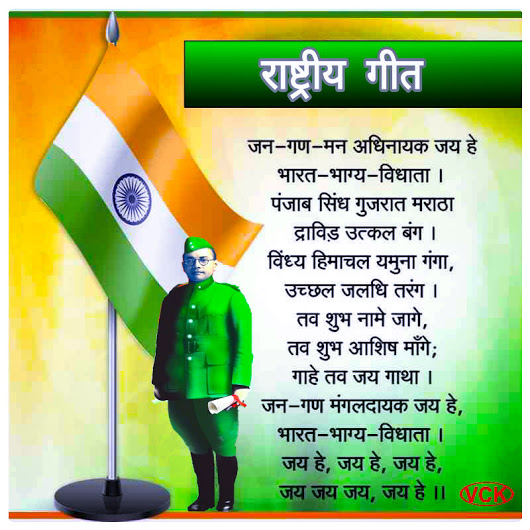 राष्ट्रीय गीत
जन-गण-मन अधिनायक जय हे
भारत-भाग्य-विधाता ।
पंजाब सिंध गुजरात मराठा
द्राविड़ उत्कल बंग ।
विंध्य हिमाचल यमुना गंगा,
उच्छल जलधि तरंग ।
तव शुभ नामे जागे,
तव शुभ आशिष माँगे;
गाहे तव जय गाथा ।
जन-गण मंगलदायक जय हे,
भारत-भाग्य-विधाता ।
जय हे, जय हे, जय हे,
जय जय जय, जय हे ।।
VCK